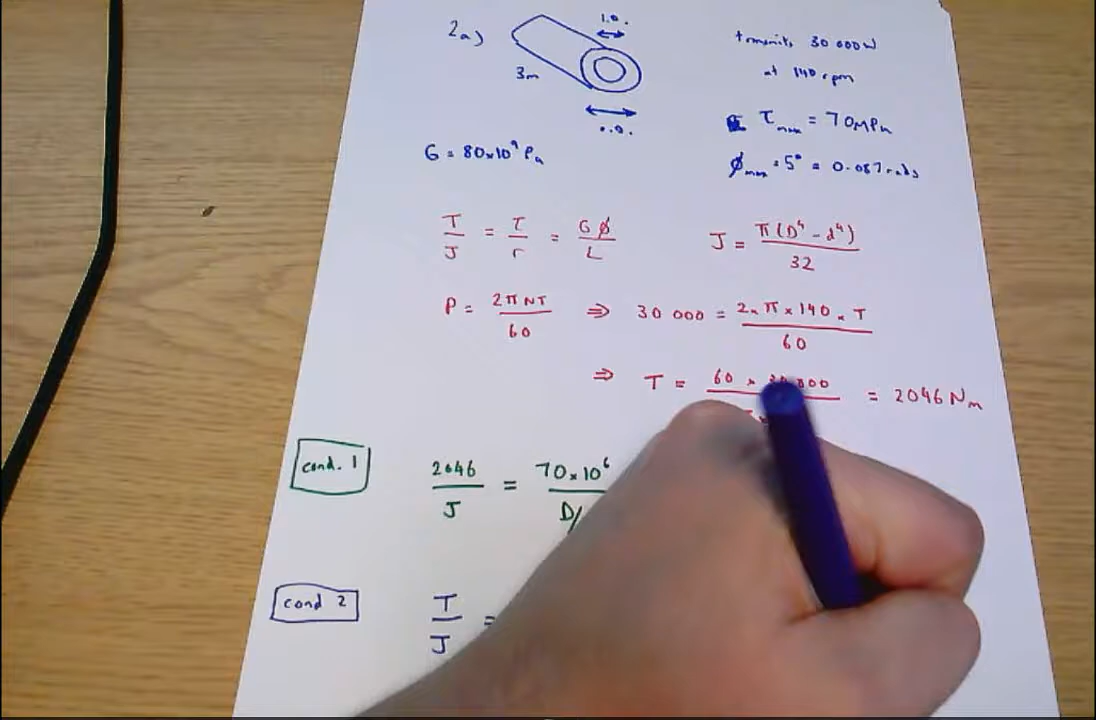 2a)
I.D.
O.D.
3m
G = 80×10⁹ Pa
transmits 30 000W
at 140 rpm
τmax = 70MPa
ϕmax = 5° = 0.087 rads
T/J = τ/r = Gϕ/L
J = π(D⁴ - d⁴)/32
P = 2πNT/60 ⇒ 30 000 = 2×π×140×T/60
⇒ T = 60 × = 2046 Nm
cond. 1
2046/J = 70×10⁶/D/
cond 2
T/J =